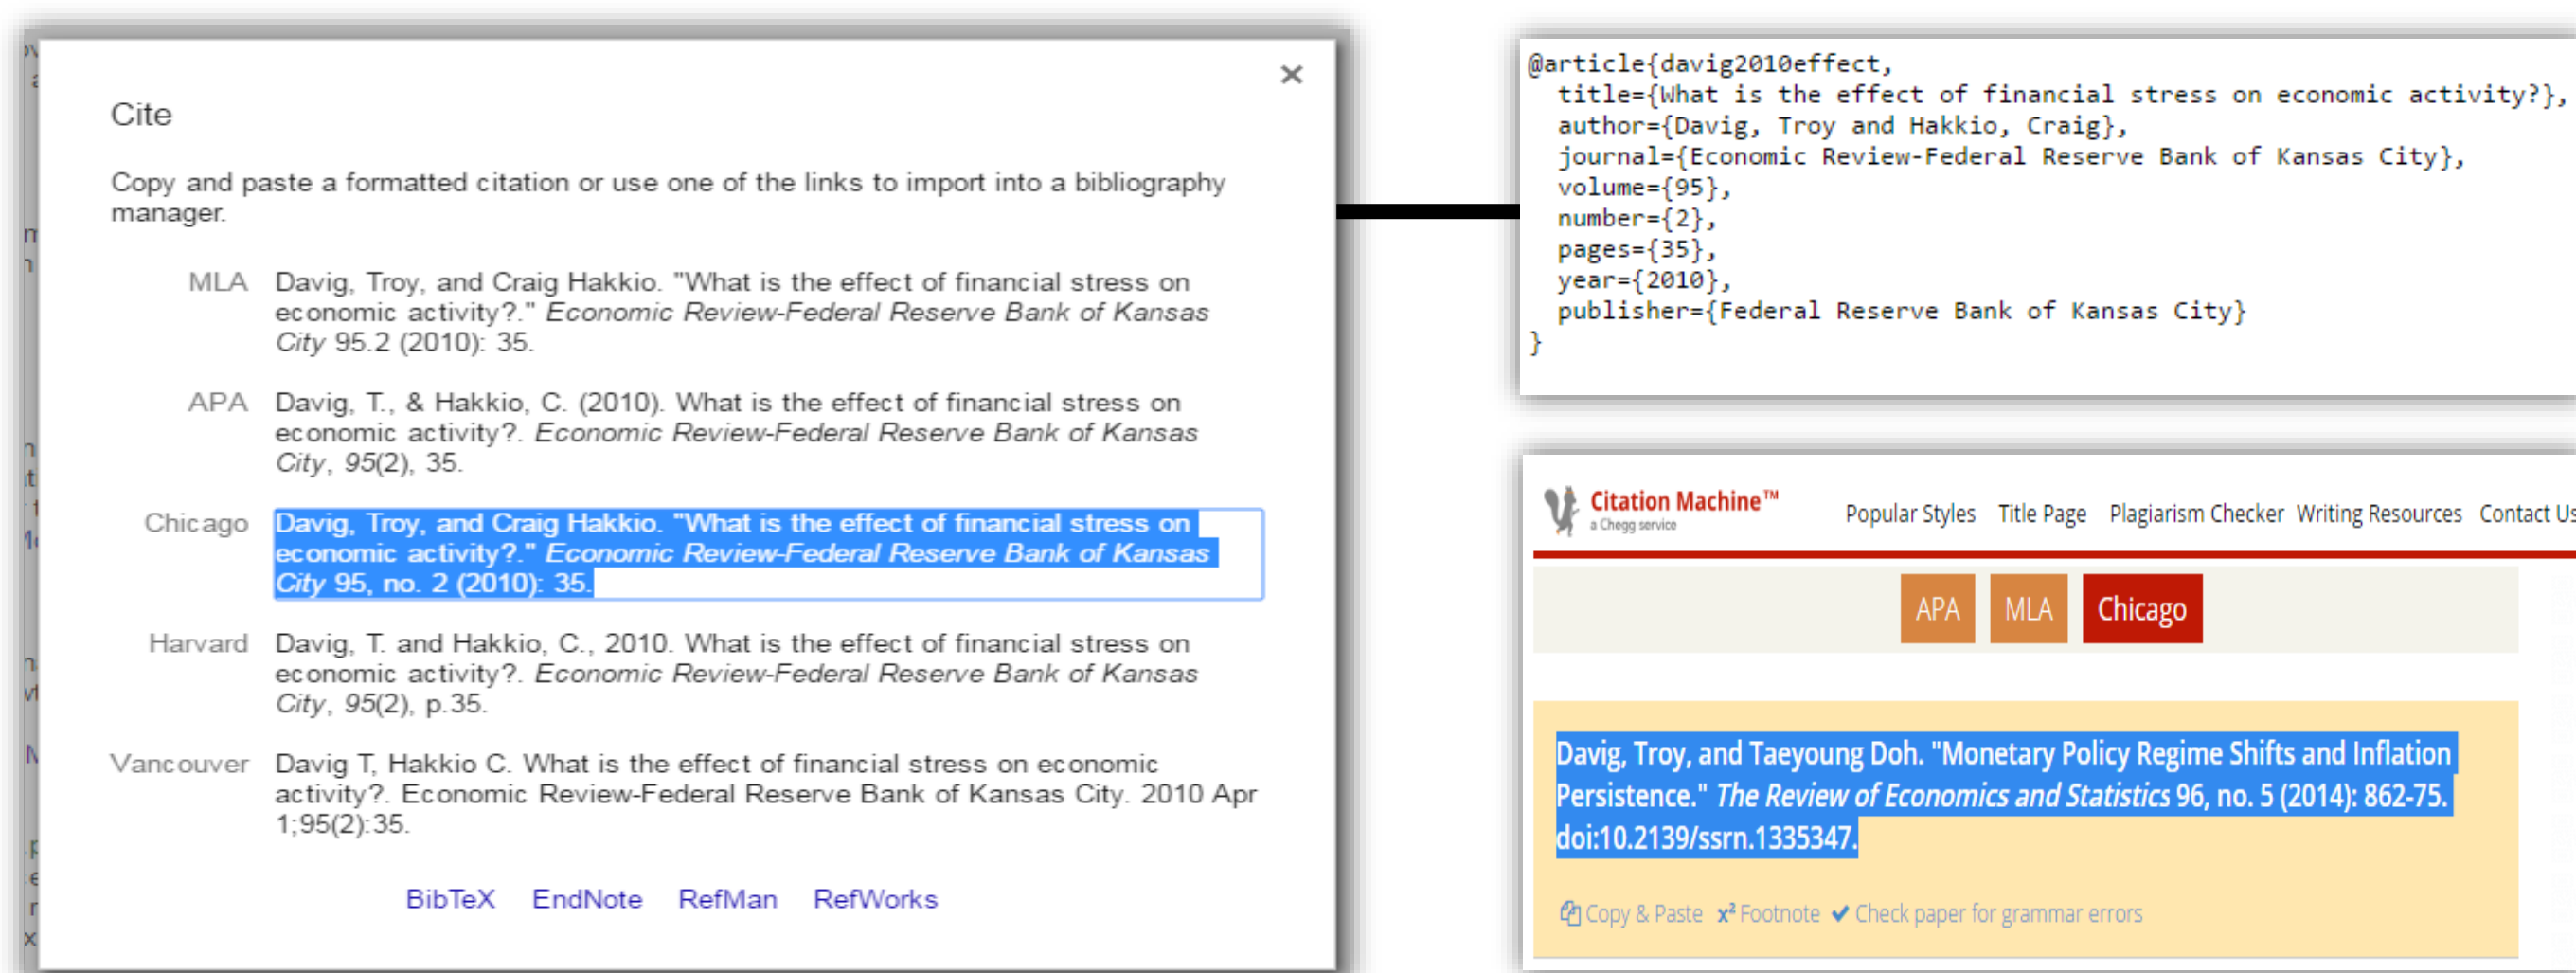 Cite
×
Copy and paste a formatted citation or use one of the links to import into a bibliography
manager.
MLA Davig, Troy, and Craig Hakkio. "What is the effect of financial stress on
economic activity?." Economic Review-Federal Reserve Bank of Kansas
City 95.2 (2010): 35.
APA Davig, T., & Hakkio, C. (2010). What is the effect of financial stress on
economic activity?. Economic Review-Federal Reserve Bank of Kansas
City, 95(2), 35.
Chicago Davig, Troy, and Craig Hakkio. "What is the effect of financial stress on
economic activity?." Economic Review-Federal Reserve Bank of Kansas
City 95, no. 2 (2010): 35.
Harvard Davig, T. and Hakkio, C., 2010. What is the effect of financial stress on
economic activity?. Economic Review-Federal Reserve Bank of Kansas
City, 95(2), p.35.
Vancouver Davig T, Hakkio C. What is the effect of financial stress on economic
activity?. Economic Review-Federal Reserve Bank of Kansas City. 2010 Apr
1;95(2):35.
BibTeX EndNote RefMan RefWorks
@article{davig2010effect,
title={What is the effect of financial stress on economic activity?},
author={Davig, Troy and Hakkio, Craig},
journal={Economic Review-Federal Reserve Bank of Kansas City},
volume={95},
number={2},
pages={35},
year={2010},
publisher={Federal Reserve Bank of Kansas City}
}
Citation Machine™
a Chegg service
Popular Styles Title Page Plagiarism Checker Writing Resources Contact Us
APA MLA Chicago
Davig, Troy, and Taeyoung Doh. "Monetary Policy Regime Shifts and Inflation
Persistence." The Review of Economics and Statistics 96, no. 5 (2014): 862-75.
doi:10.2139/ssrn.1335347.
Copy & Paste x² Footnote ✔ Check paper for grammar errors